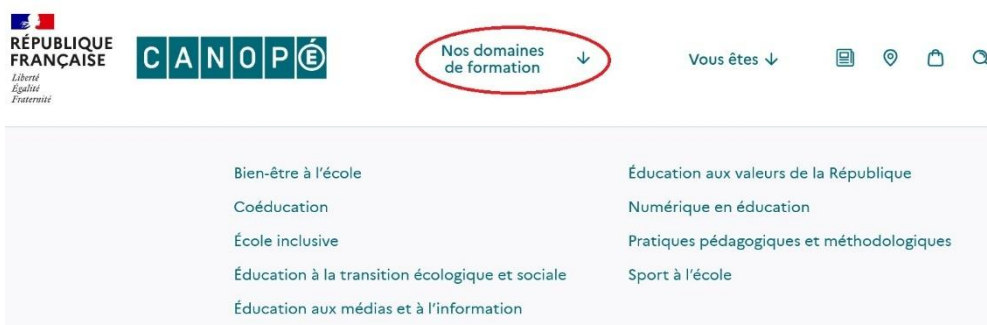 RÉPUBLIQUE
FRANÇAISE
Liberté
Égalité
Fraternité
CANOPÉ
Nos domaines
de formation ↓
Vous êtes ↓
Bien-être à l'école
Coéducation
École inclusive
Éducation à la transition écologique et sociale
Éducation aux médias et à l'information
Éducation aux valeurs de la République
Numérique en éducation
Pratiques pédagogiques et méthodologiques
Sport à l'école